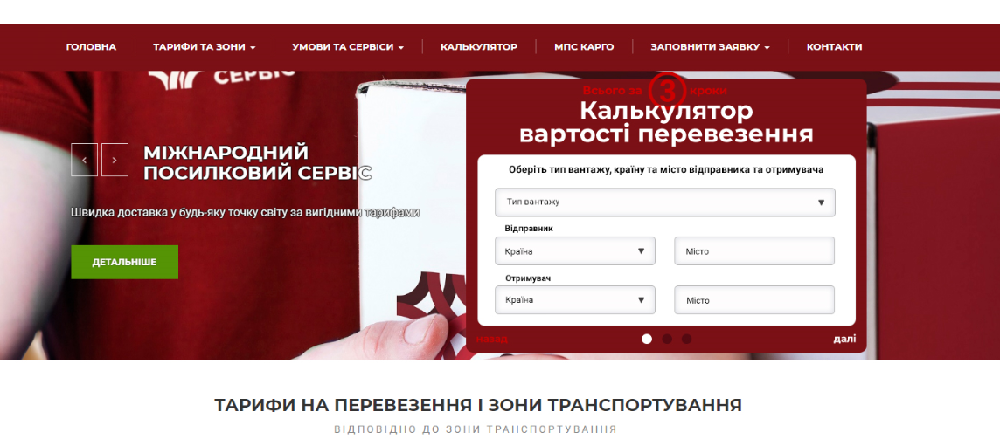 ГОЛОВНА
ТАРИФИ ТА ЗОНИ
УМОВИ ТА СЕРВІСИ
КАЛЬКУЛЯТОР
МПС КАРГО
ЗАПОВНИТИ ЗАЯВКУ
КОНТАКТИ
СЕРВІС
МІЖНАРОДНИЙ
ПОСИЛКОВИЙ СЕРВІС
Швидка доставка у будь-яку точку світу за вигідними тарифами
ДЕТАЛЬНІШЕ
Всього за 3 кроки
Калькулятор
вартості перевезення
Оберіть тип вантажу, країну та місто відправника та отримувача
Тип вантажу
Відправник
Країна
Місто
Отримувач
Країна
Місто
назад
далі
ТАРИФИ НА ПЕРЕВЕЗЕННЯ І ЗОНИ ТРАНСПОРТУВАННЯ
ВІДПОВІДНО ДО ЗОНИ ТРАНСПОРТУВАННЯ